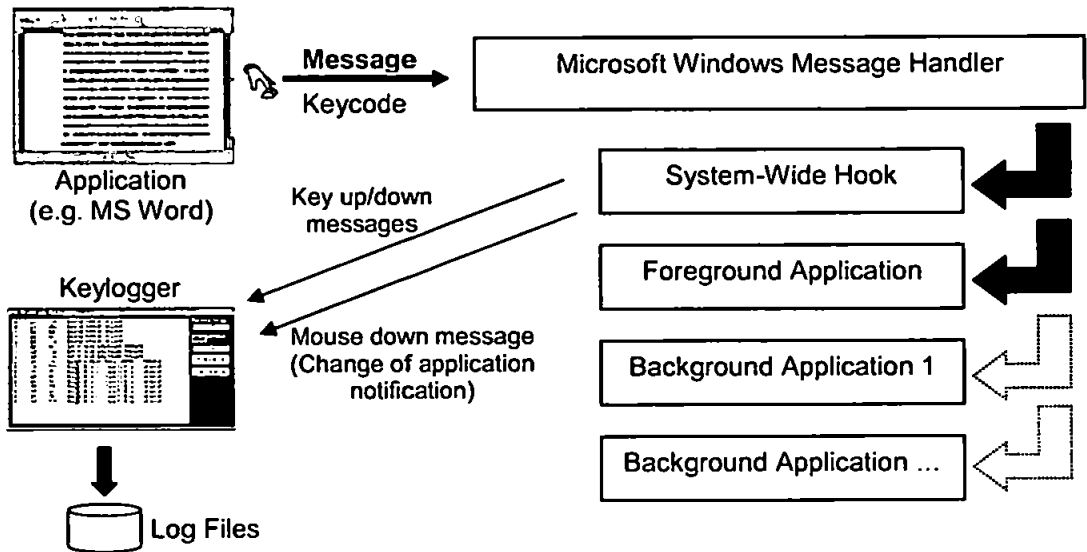 Message
Keycode
Microsoft Windows Message Handler
Application
(e.g. MS Word)
System-Wide Hook
Key up/down
messages
Foreground Application
Keylogger
Mouse down message
(Change of application
notification)
Background Application 1
Background Application ...
Log Files